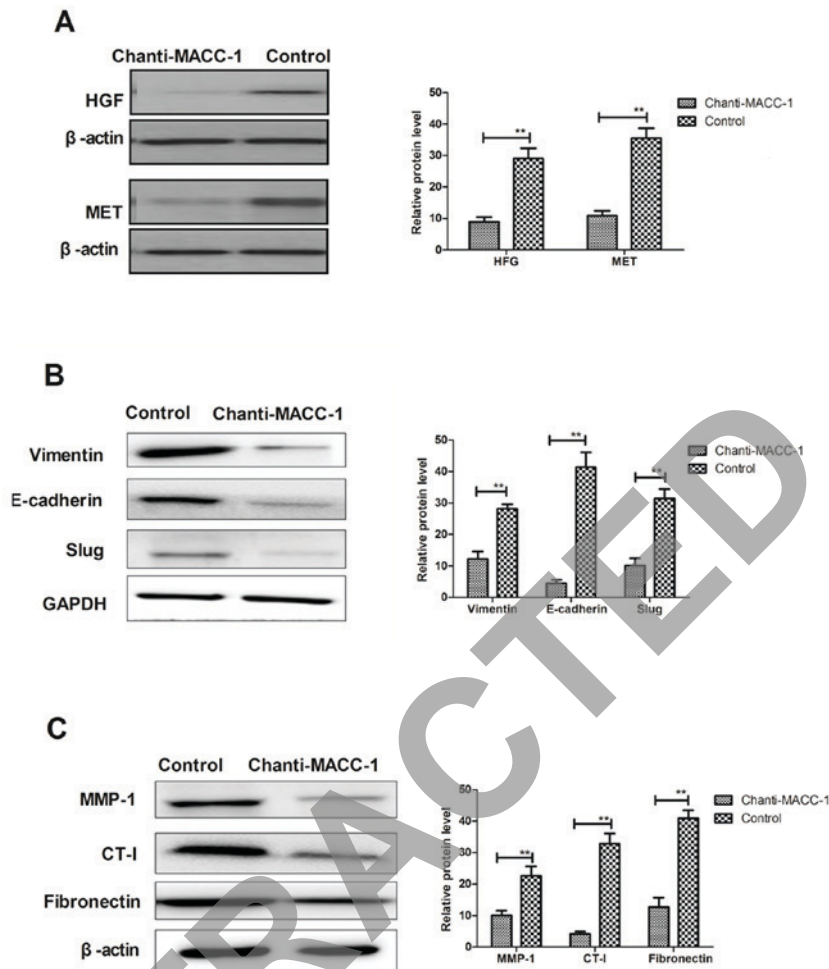 A
Chanti-MACC-1 Control
HGF
β-actin
MET
β-actin
Relative protein level
50
40
30
20
10
0
** **
HFG MET
Chanti-MACC-1
Control
B
Control Chanti-MACC-1
Vimentin
E-cadherin
Slug
GAPDH
Relative protein level
50
40
30
20
10
0
** ** **
Vimentin E-cadherin Slug
Chanti-MACC-1
Control
C
Control Chanti-MACC-1
MMP-1
CT-I
Fibronectin
β-actin
Relative protein level
50
40
30
20
10
0
** ** **
MMP-1 CT-I Fibronectin
Chanti-MACC-1
Control
RACTED